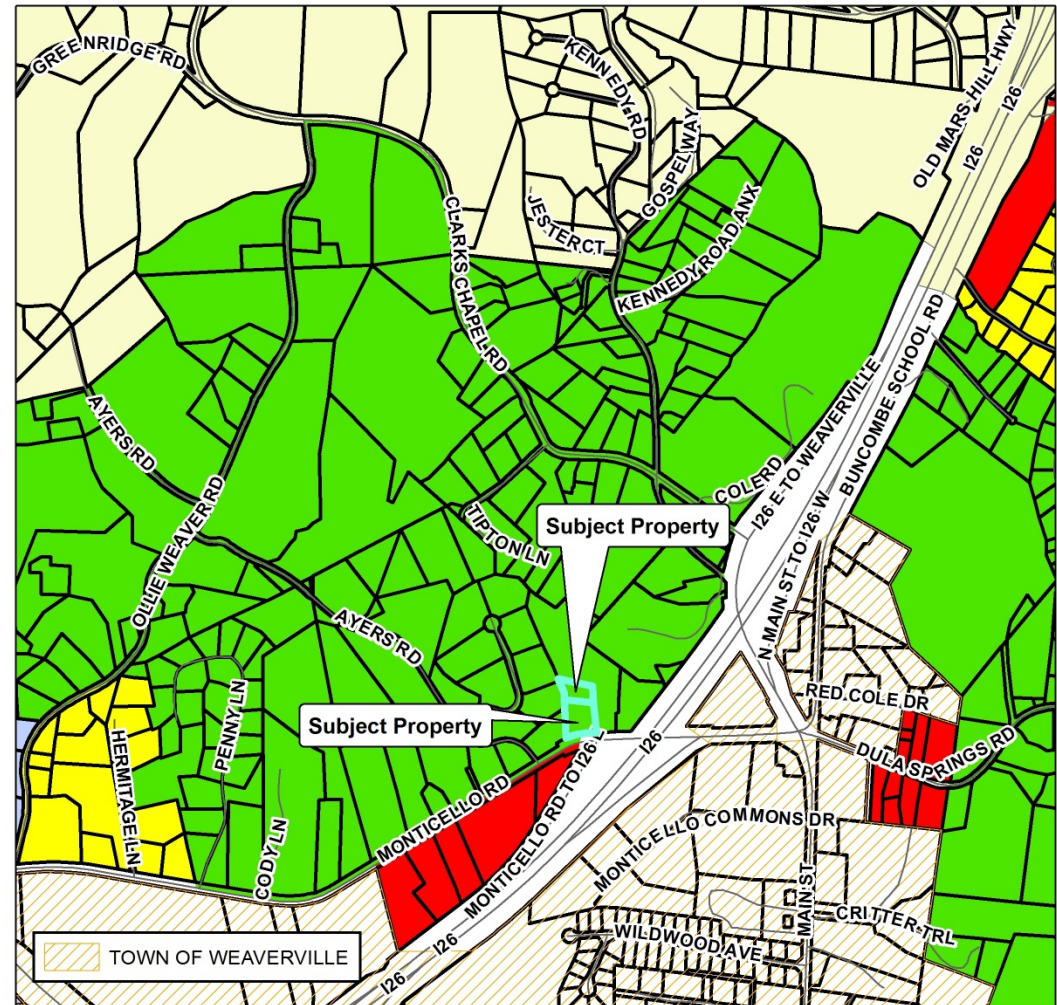 GREENRIDGE RD
KENNEDY RD
OLD MARS HILL HWY
I26
I26
GOSPEL WAY
JESTER CT
CLARKS CHAPEL RD
KENNEDY ROAD ANX
BUNCOMBE SCHOOL RD
AYERS RD
OLLIE WEAVER RD
COLE RD
I26 E TO WEAVERVILLE
TIPTON LN
Subject Property
N MAIN ST TO I26 W
AYERS RD
RED COLE DR
Subject Property
HERMITAGE LN
PENNY LN
I26
DULA SPRINGS RD
MONTICELLO RD
MONTICELLO RD TO I26
MONTICELLO COMMONS DR
CODY LN
MAIN ST
CRITTER TRL
I26
WILDWOOD AVE
I26
TOWN OF WEAVERVILLE